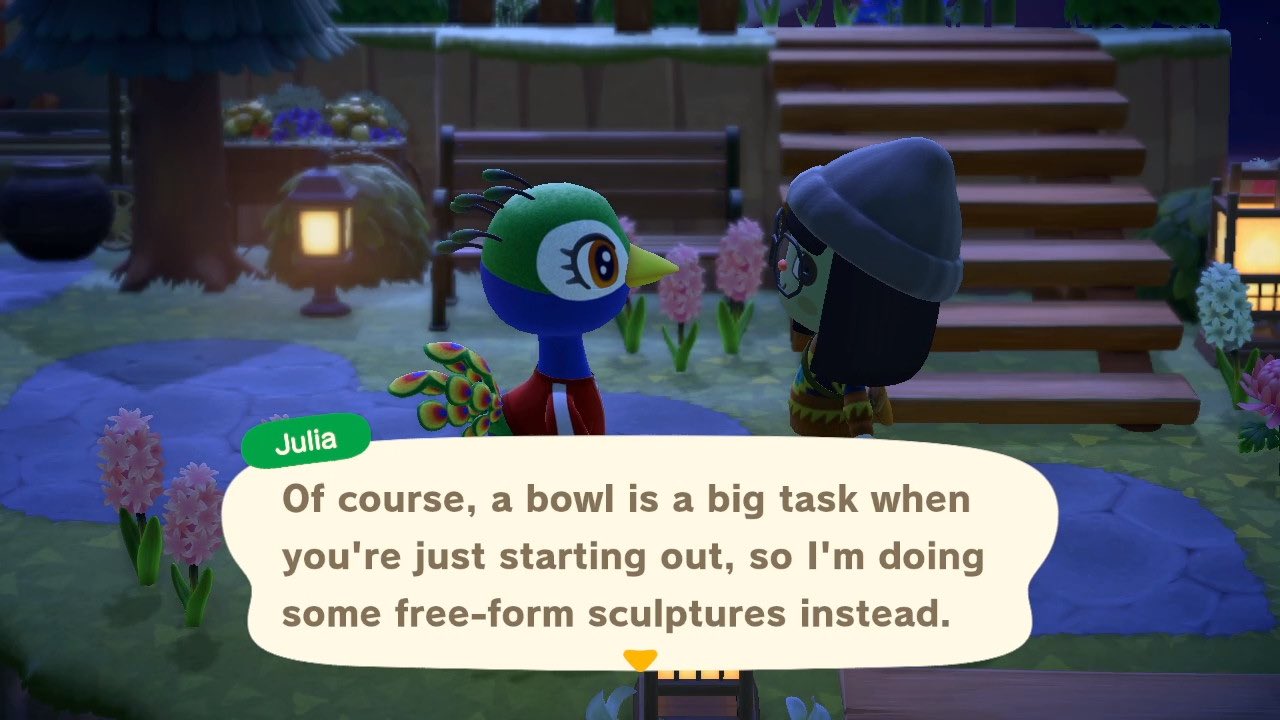 Julia
Of course, a bowl is a big task when
you're just starting out, so I'm doing
some free-form sculptures instead.